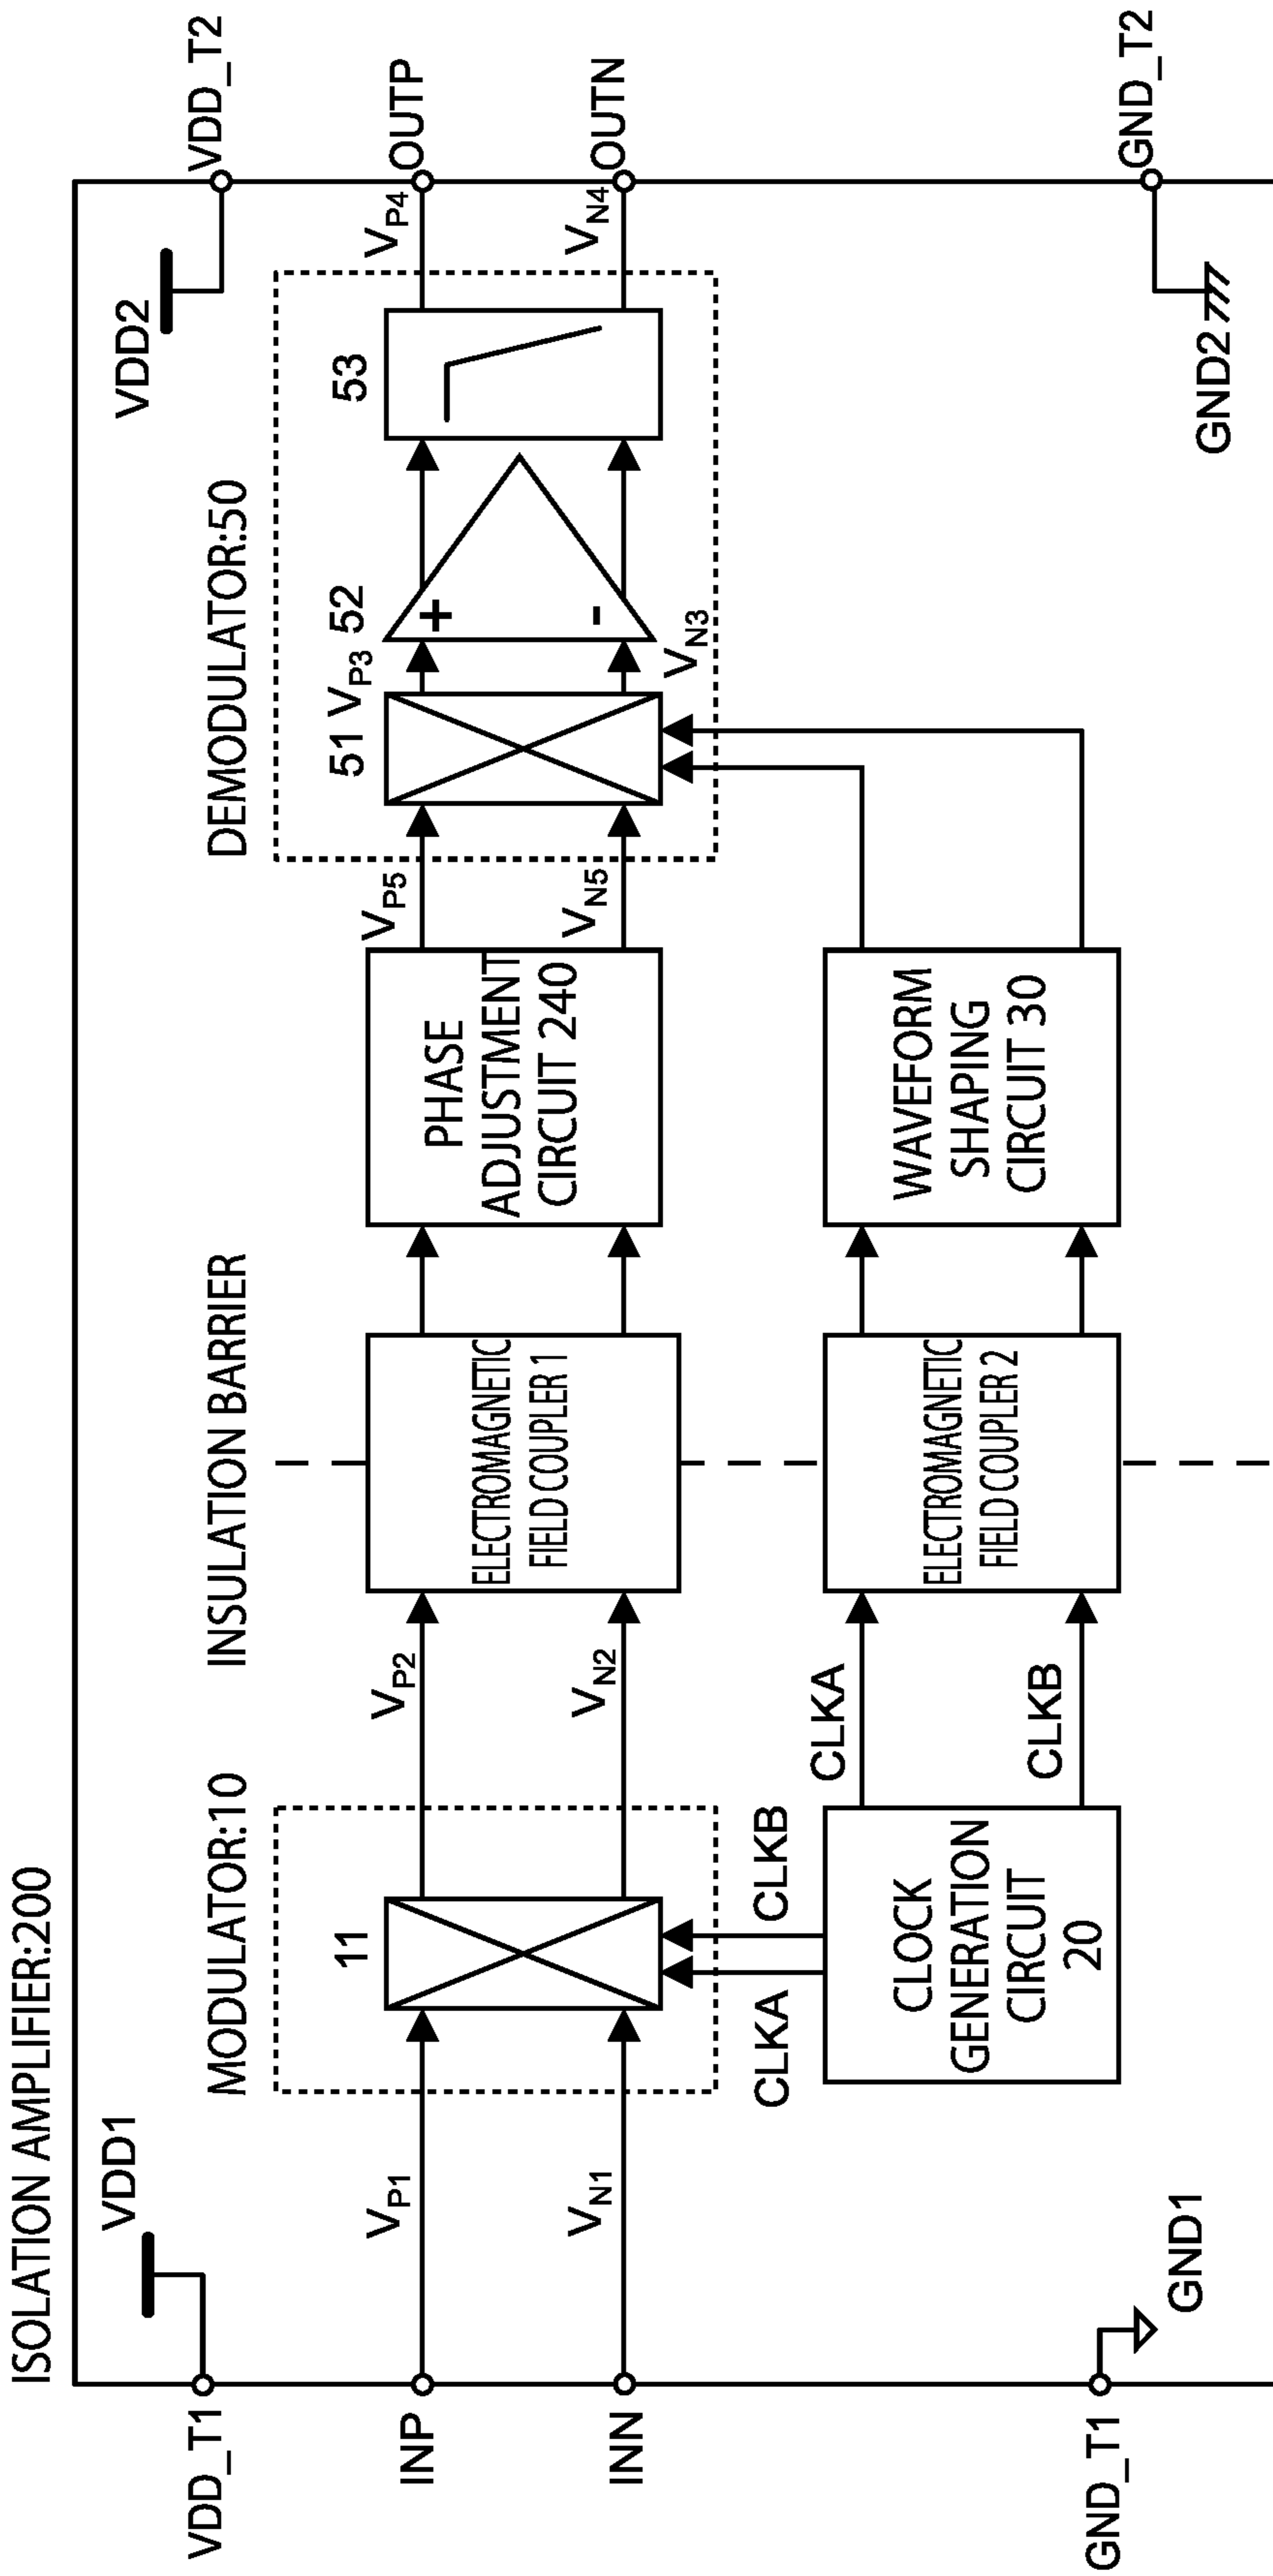 ISOLATION AMPLIFIER:200
VDD_T1
VDD1
VDD2
VDD_T2
MODULATOR:10
INSULATION BARRIER
DEMODULATOR:50
INP
VP1
11
VP2
ELECTROMAGNETIC
FIELD COUPLER 1
PHASE
ADJUSTMENT
CIRCUIT 240
VP5
51
VP3
52
+
-
53
VP4
OUTP
INN
VN1
VN2
VN5
VN3
VN4
OUTN
CLKA
CLKB
CLOCK
GENERATION
CIRCUIT
20
CLKA
CLKB
ELECTROMAGNETIC
FIELD COUPLER 2
WAVEFORM
SHAPING
CIRCUIT 30
GND_T1
GND1
GND2
GND_T2